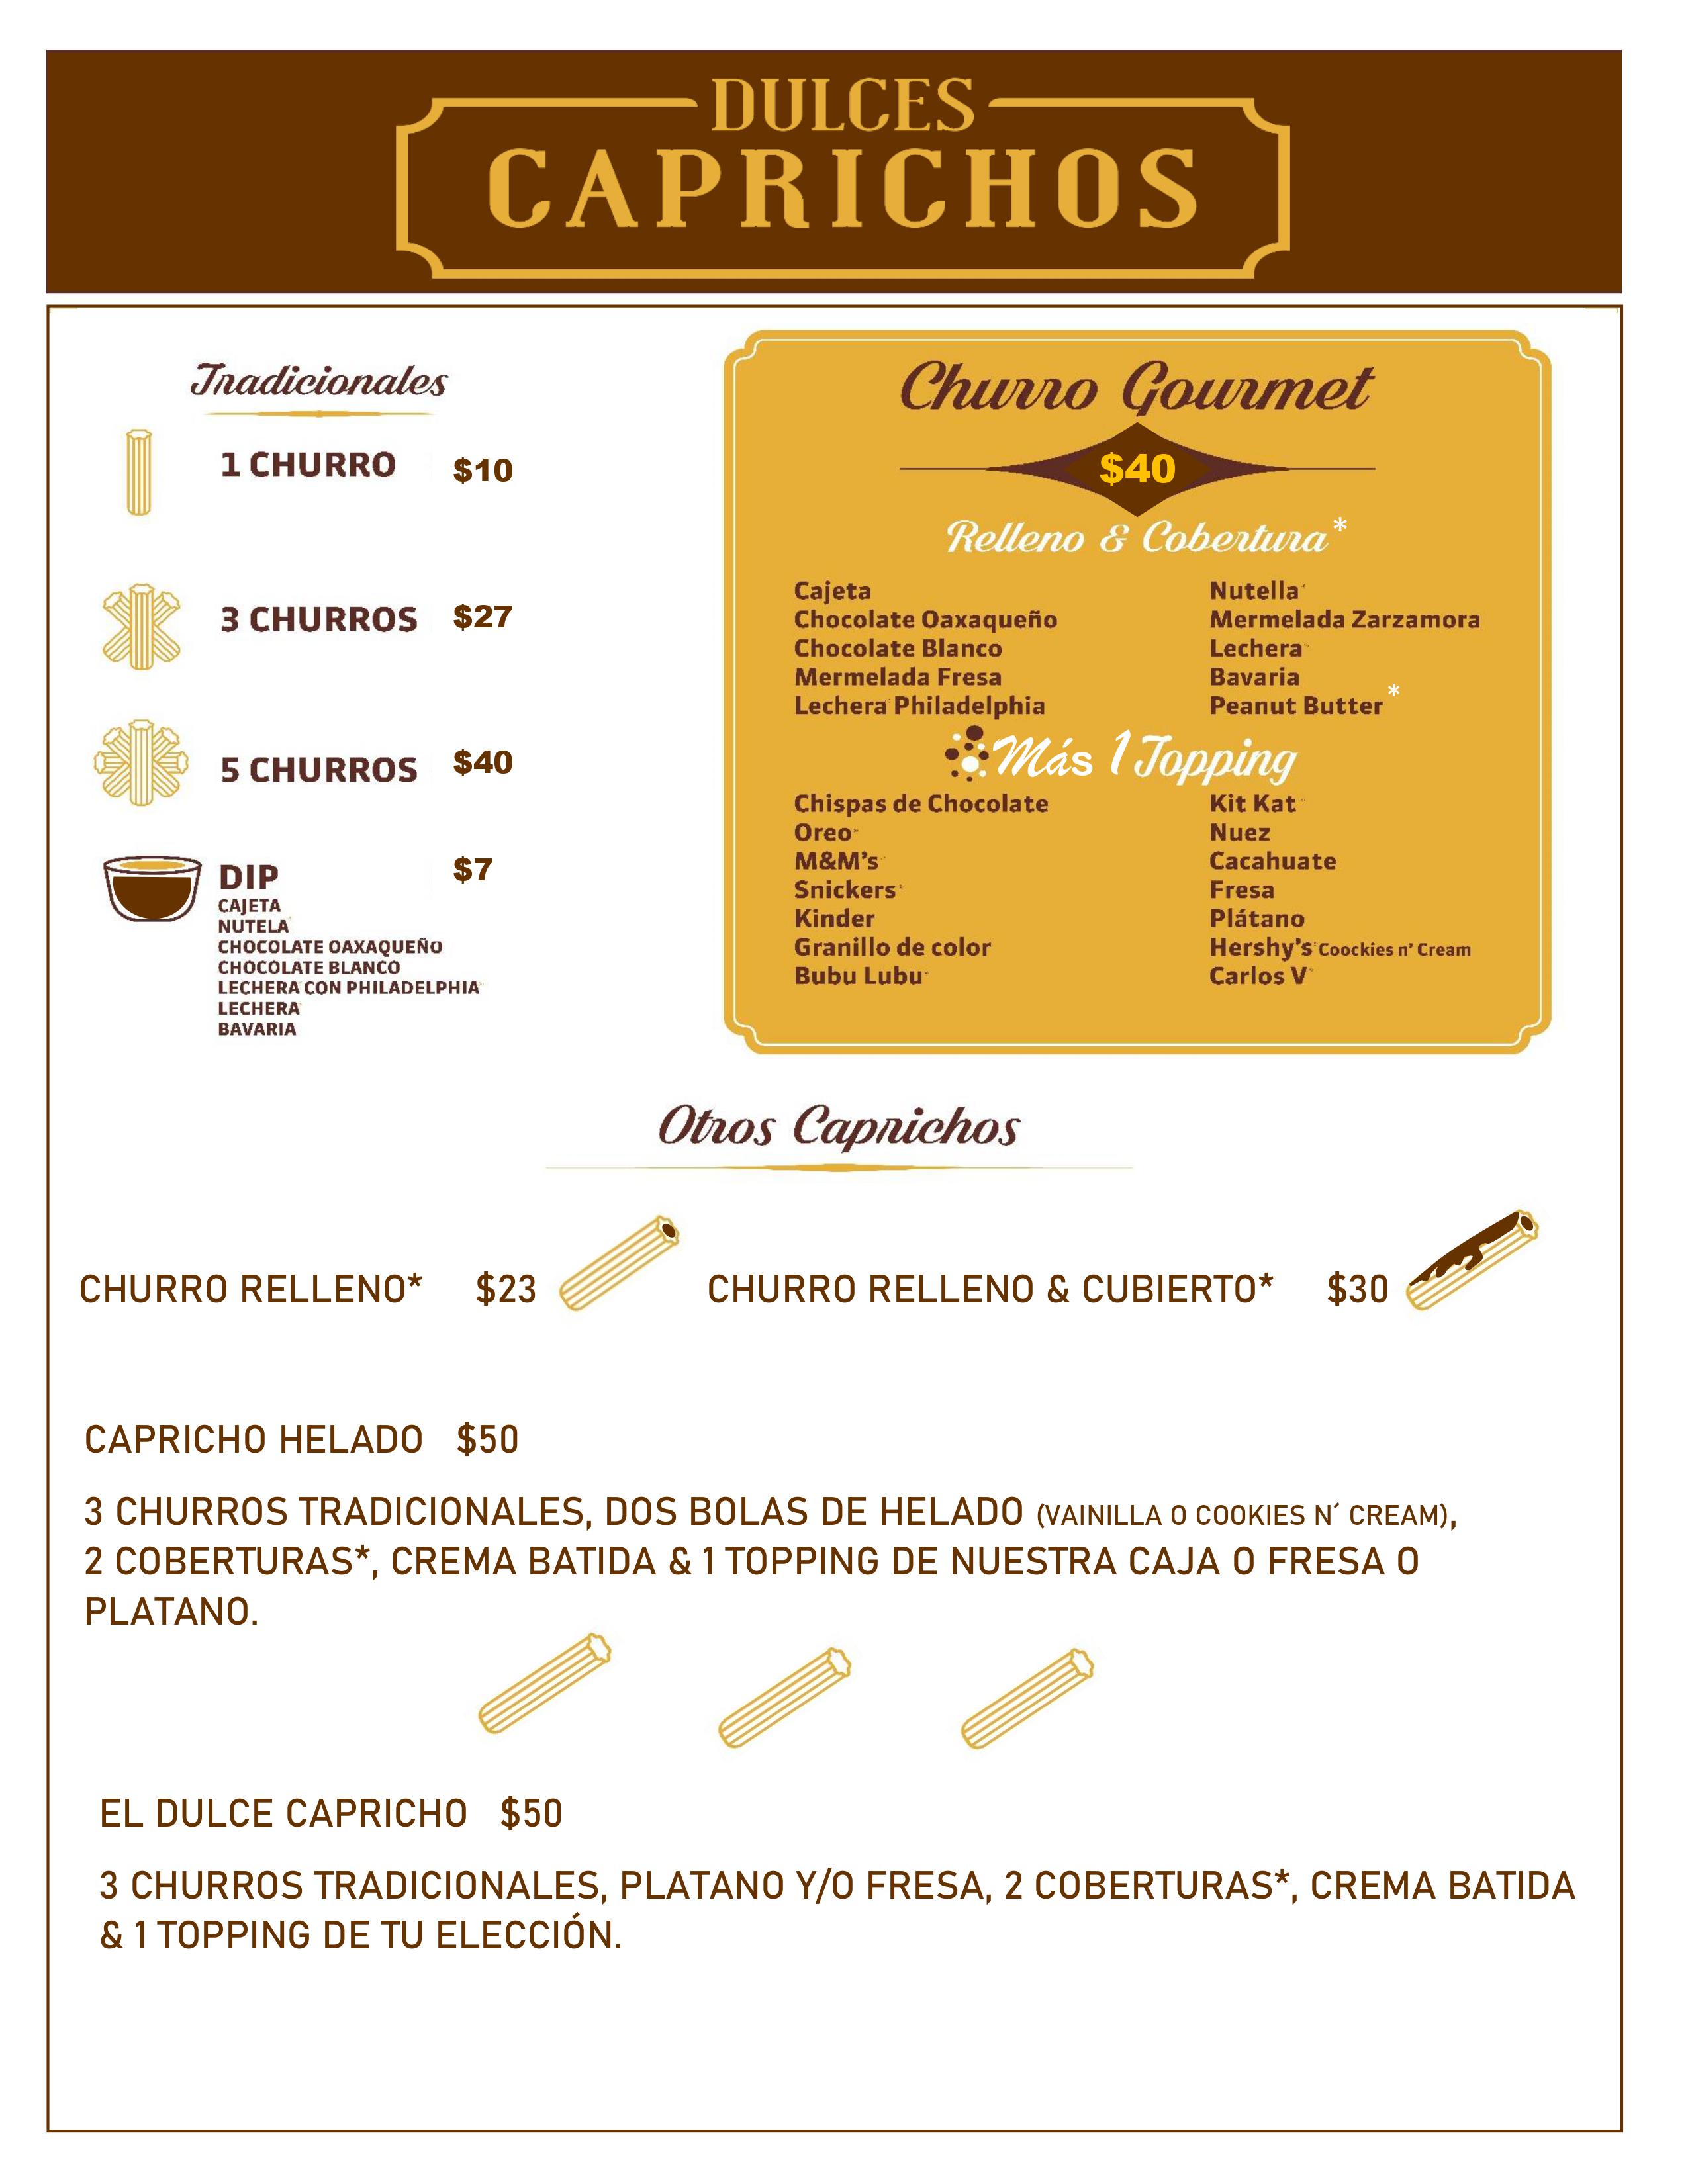 DULCES
CAPRICHOS
Tradicionales
1 CHURRO $10
3 CHURROS $27
5 CHURROS $40
DIP $7
CAJETA
NUTELA
CHOCOLATE OAXAQUEÑO
CHOCOLATE BLANCO
LECHERA CON PHILADELPHIA
LECHERA
BAVARIA
Churro Gourmet
$40
Relleno & Cobertura*
Cajeta
Chocolate Oaxaqueño
Chocolate Blanco
Mermelada Fresa
Lechera Philadelphia
Nutella
Mermelada Zarzamora
Lechera
Bavaria
Peanut Butter *
Más 1 Topping
Chispas de Chocolate
Oreo
M&M's
Snickers
Kinder
Granillo de color
Bubu Lubu
Kit Kat
Nuez
Cacahuate
Fresa
Plátano
Hershy's Coockies n' Cream
Carlos V
Otros Caprichos
CHURRO RELLENO* $23
CHURRO RELLENO & CUBIERTO* $30
CAPRICHO HELADO $50
3 CHURROS TRADICIONALES, DOS BOLAS DE HELADO (VAINILLA O COOKIES N´ CREAM),
2 COBERTURAS*, CREMA BATIDA & 1 TOPPING DE NUESTRA CAJA O FRESA O
PLATANO.
EL DULCE CAPRICHO $50
3 CHURROS TRADICIONALES, PLATANO Y/O FRESA, 2 COBERTURAS*, CREMA BATIDA
& 1 TOPPING DE TU ELECCIÓN.